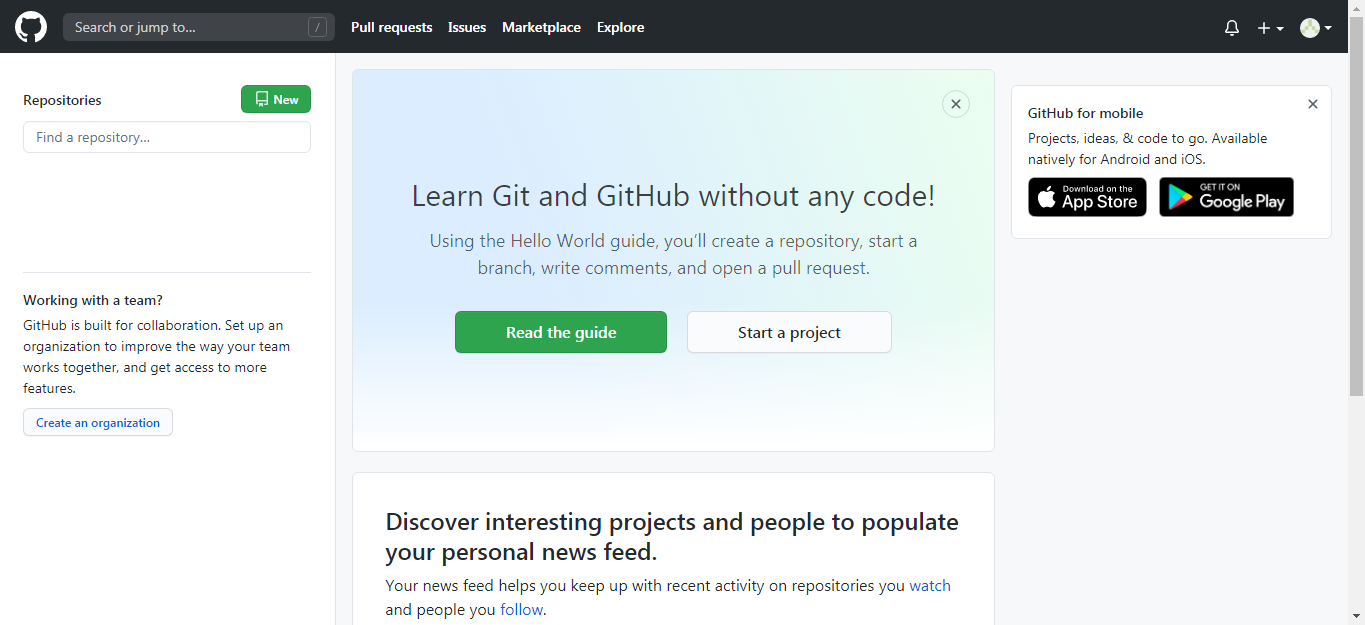 Search or jump to...
/
Pull requests
Issues
Marketplace
Explore
Repositories
New
Find a repository...
Working with a team?
GitHub is built for collaboration. Set up an
organization to improve the way your team
works together, and get access to more
features.
Create an organization
Learn Git and GitHub without any code!
Using the Hello World guide, you’ll create a repository, start a
branch, write comments, and open a pull request.
Read the guide
Start a project
Discover interesting projects and people to populate
your personal news feed.
Your news feed helps you keep up with recent activity on repositories you watch
and people you follow.
GitHub for mobile
Projects, ideas, & code to go. Available
natively for Android and iOS.
Download on the
App Store
GET IT ON
Google Play